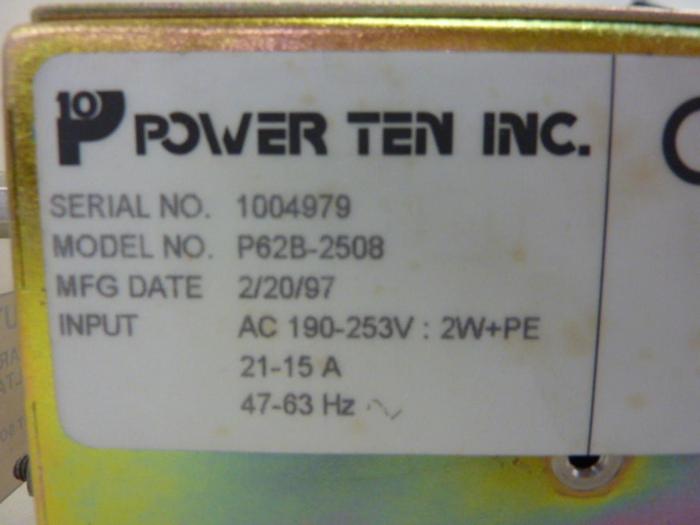 10 P POWER TEN INC.
SERIAL NO. 1004979
MODEL NO. P62B-2508
MFG DATE 2/20/97
INPUT AC 190-253V : 2W+PE
21-15 A
47-63 Hz ~